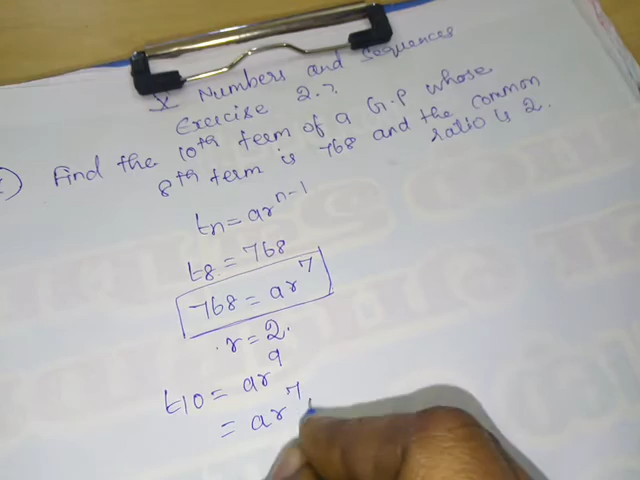 X Numbers and Sequences
Exercise 2.7
Find the 10th term of a G.P whose
8th term is 768 and the common
ratio is 2.
tn = ar^n-1
t8 = 768
768 = ar^7
r = 2.
t10 = ar^9
= ar^7